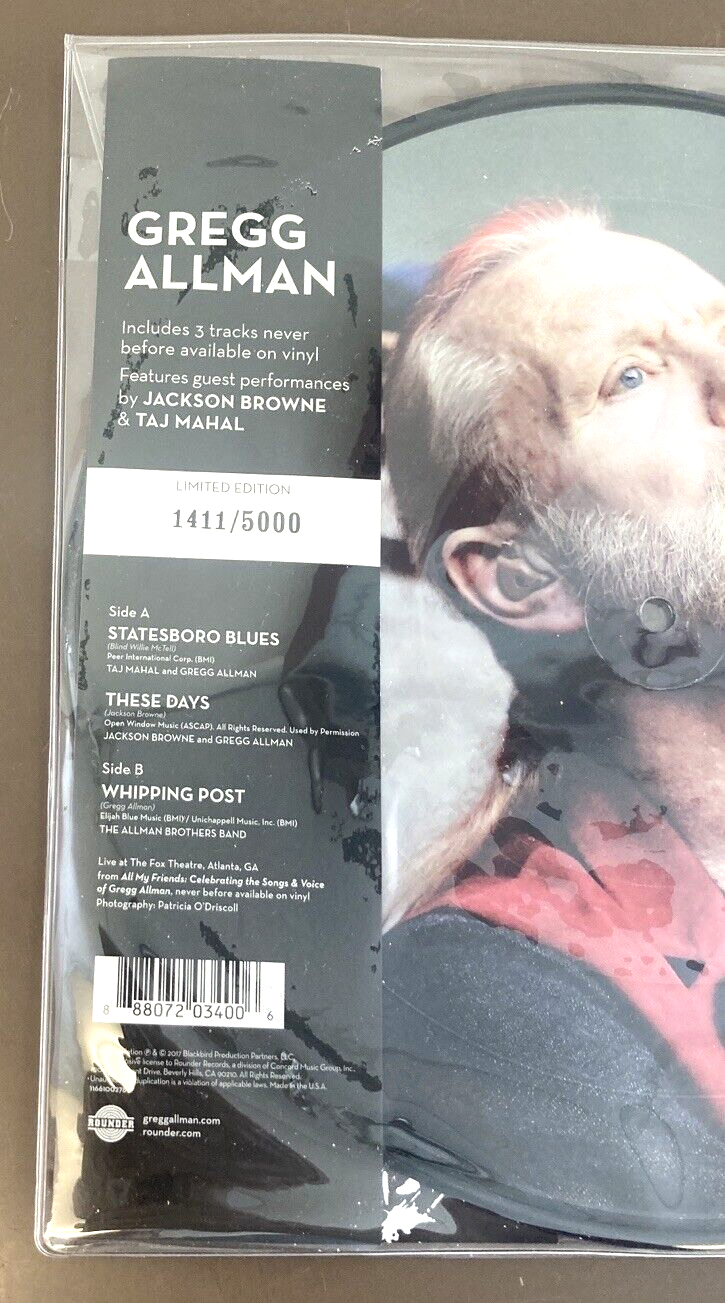 GREGG
ALLMAN
Includes 3 tracks never
before available on vinyl
Features guest performances
by JACKSON BROWNE
& TAJ MAHAL
LIMITED EDITION
1411/5000
Side A
STATESBORO BLUES
(Blind Willie McTell)
Peer International Corp. (BMI)
TAJ MAHAL and GREGG ALLMAN
THESE DAYS
(Jackson Browne)
Open Window Music (ASCAP). All Rights Reserved. Used by Permission
JACKSON BROWNE and GREGG ALLMAN
Side B
WHIPPING POST
(Gregg Allman)
Elijah Blue Music (BMI)/ Unichappell Music, Inc. (BMI)
THE ALLMAN BROTHERS BAND
Live at The Fox Theatre, Atlanta, GA
from All My Friends: Celebrating the Songs & Voice
of Gregg Allman, never before available on vinyl
Photography: Patricia O'Driscoll
8 88072 03400 6
℗ & © 2017 Blackbird Production Partners, LLC,
license to Rounder Records, a division of Concord Music Group, Inc.,
Drive, Beverly Hills, CA 90210. All Rights Reserved.
duplication is a violation of applicable laws. Made in the U.S.A.
ROUNDER
greggallman.com
rounder.com